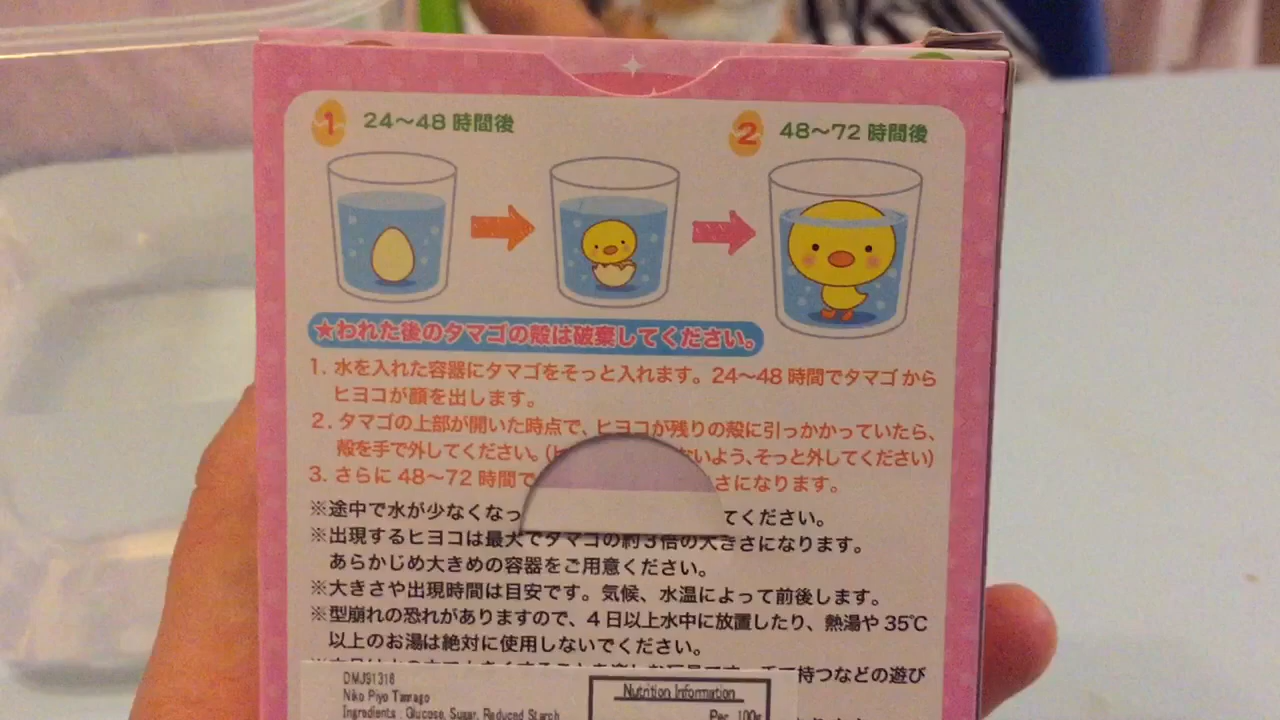 1 24～48 時間後
2 48～72 時間後
★われた後のタマゴの殻は破棄してください。
1. 水を入れた容器にタマゴをそっと入れます。24～48 時間でタマゴから
ヒヨコが顔を出します。
2. タマゴの上部が開いた時点で、ヒヨコが残りの殻に引っかかっていたら、
殻を手で外してください。(ヒ ないよう、そっと外してください)
3. さらに 48～72 時間で さになります。
※途中で水が少なくなっ てください。
※出現するヒヨコは最大でタマゴの約3倍の大きさになります。
あらかじめ大きめの容器をご用意ください。
※大きさや出現時間は目安です。気候、水温によって前後します。
※型崩れの恐れがありますので、4日以上水中に放置したり、熱湯や 35℃
以上のお湯は絶対に使用しないでください。
手で持つなどの遊び
DMJ91318
Niko Piyo Tamago
Ingredients : Glucose, Sugar, Reduced Starch
Nutrition Information
Per 100g